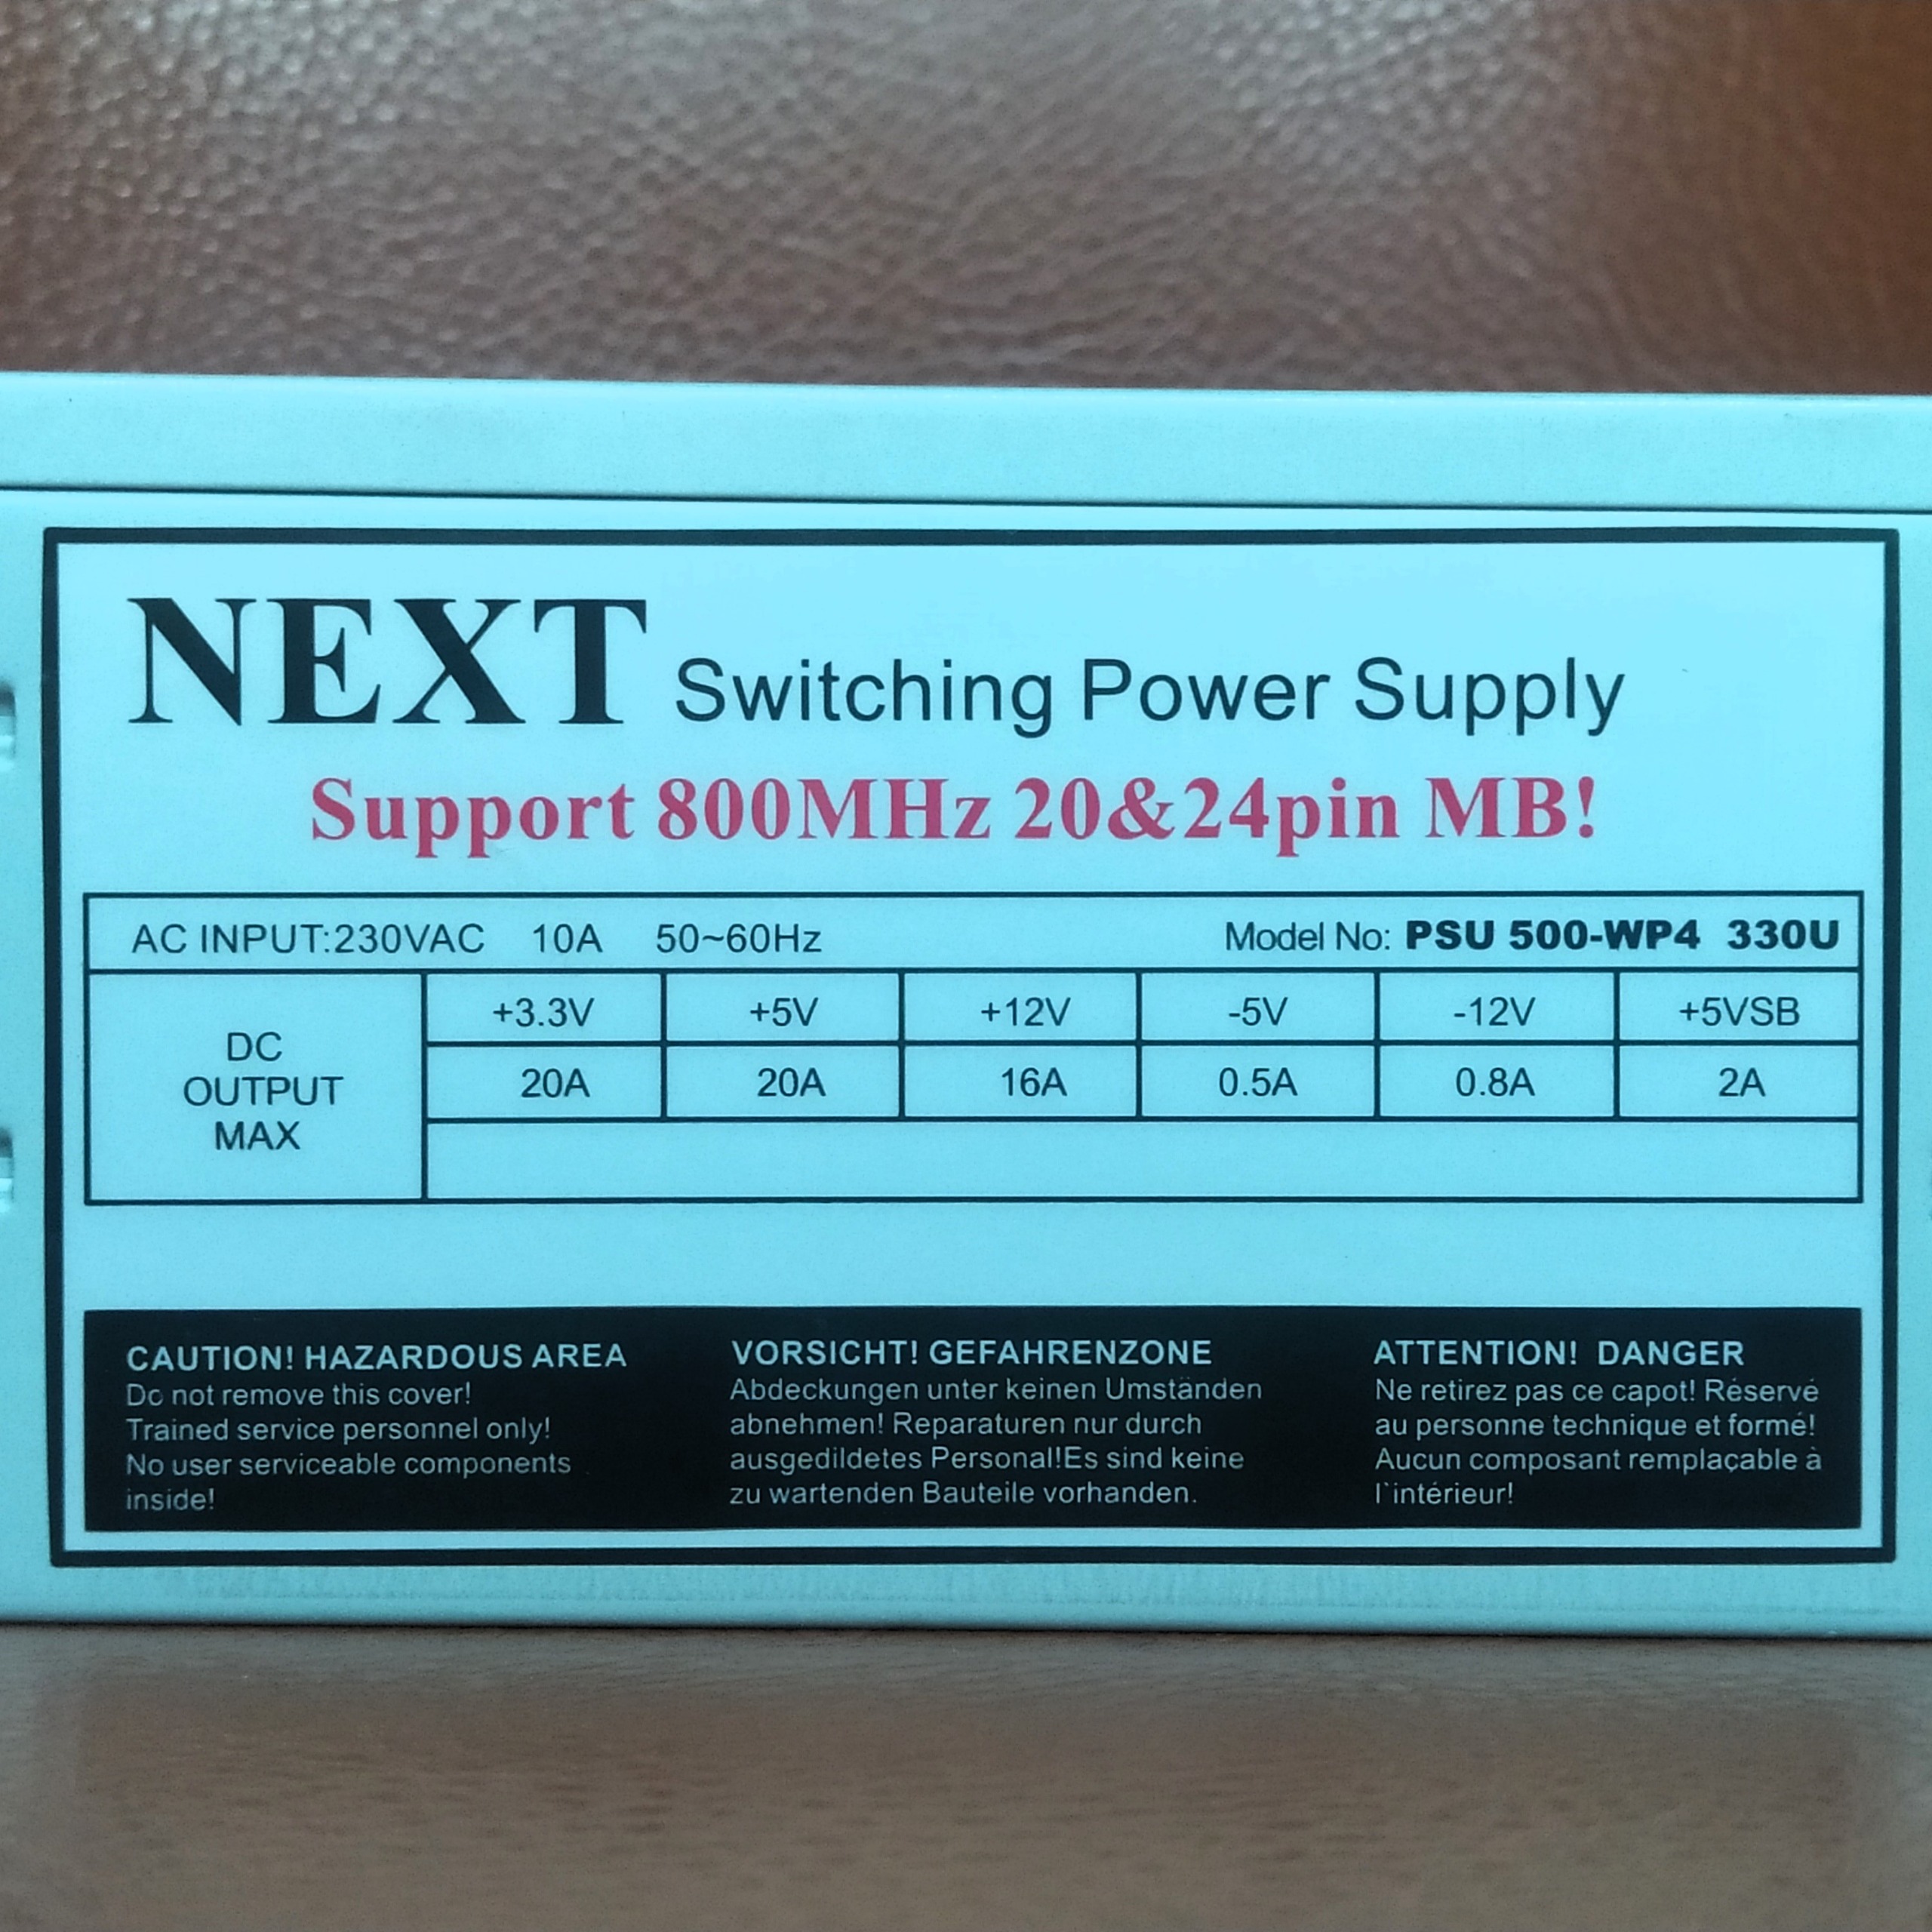 NEXT Switching Power Supply
Support 800MHz 20&24pin MB!
AC INPUT:230VAC 10A 50~60Hz Model No: PSU 500-WP4 330U
DC OUTPUT MAX
+3.3V +5V +12V -5V -12V +5VSB
20A 20A 16A 0.5A 0.8A 2A
CAUTION! HAZARDOUS AREA
Do not remove this cover!
Trained service personnel only!
No user serviceable components
inside!
VORSICHT! GEFAHRENZONE
Abdeckungen unter keinen Umständen
abnehmen! Reparaturen nur durch
ausgedildetes Personal!Es sind keine
zu wartenden Bauteile vorhanden.
ATTENTION! DANGER
Ne retirez pas ce capot! Réservé
au personne technique et formé!
Aucun composant remplaçable à
l`intérieur!